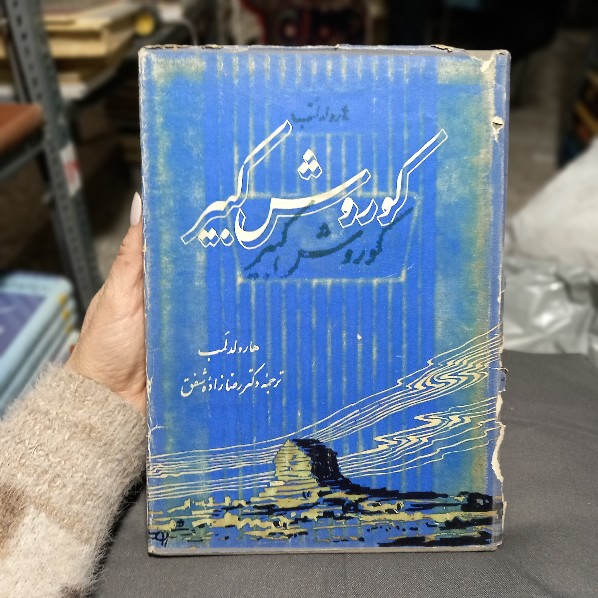 هارولد لمب
کوروش کبیر
کوروش کبیر
هارولد لمب
ترجمه دکتر رضازاده شفق